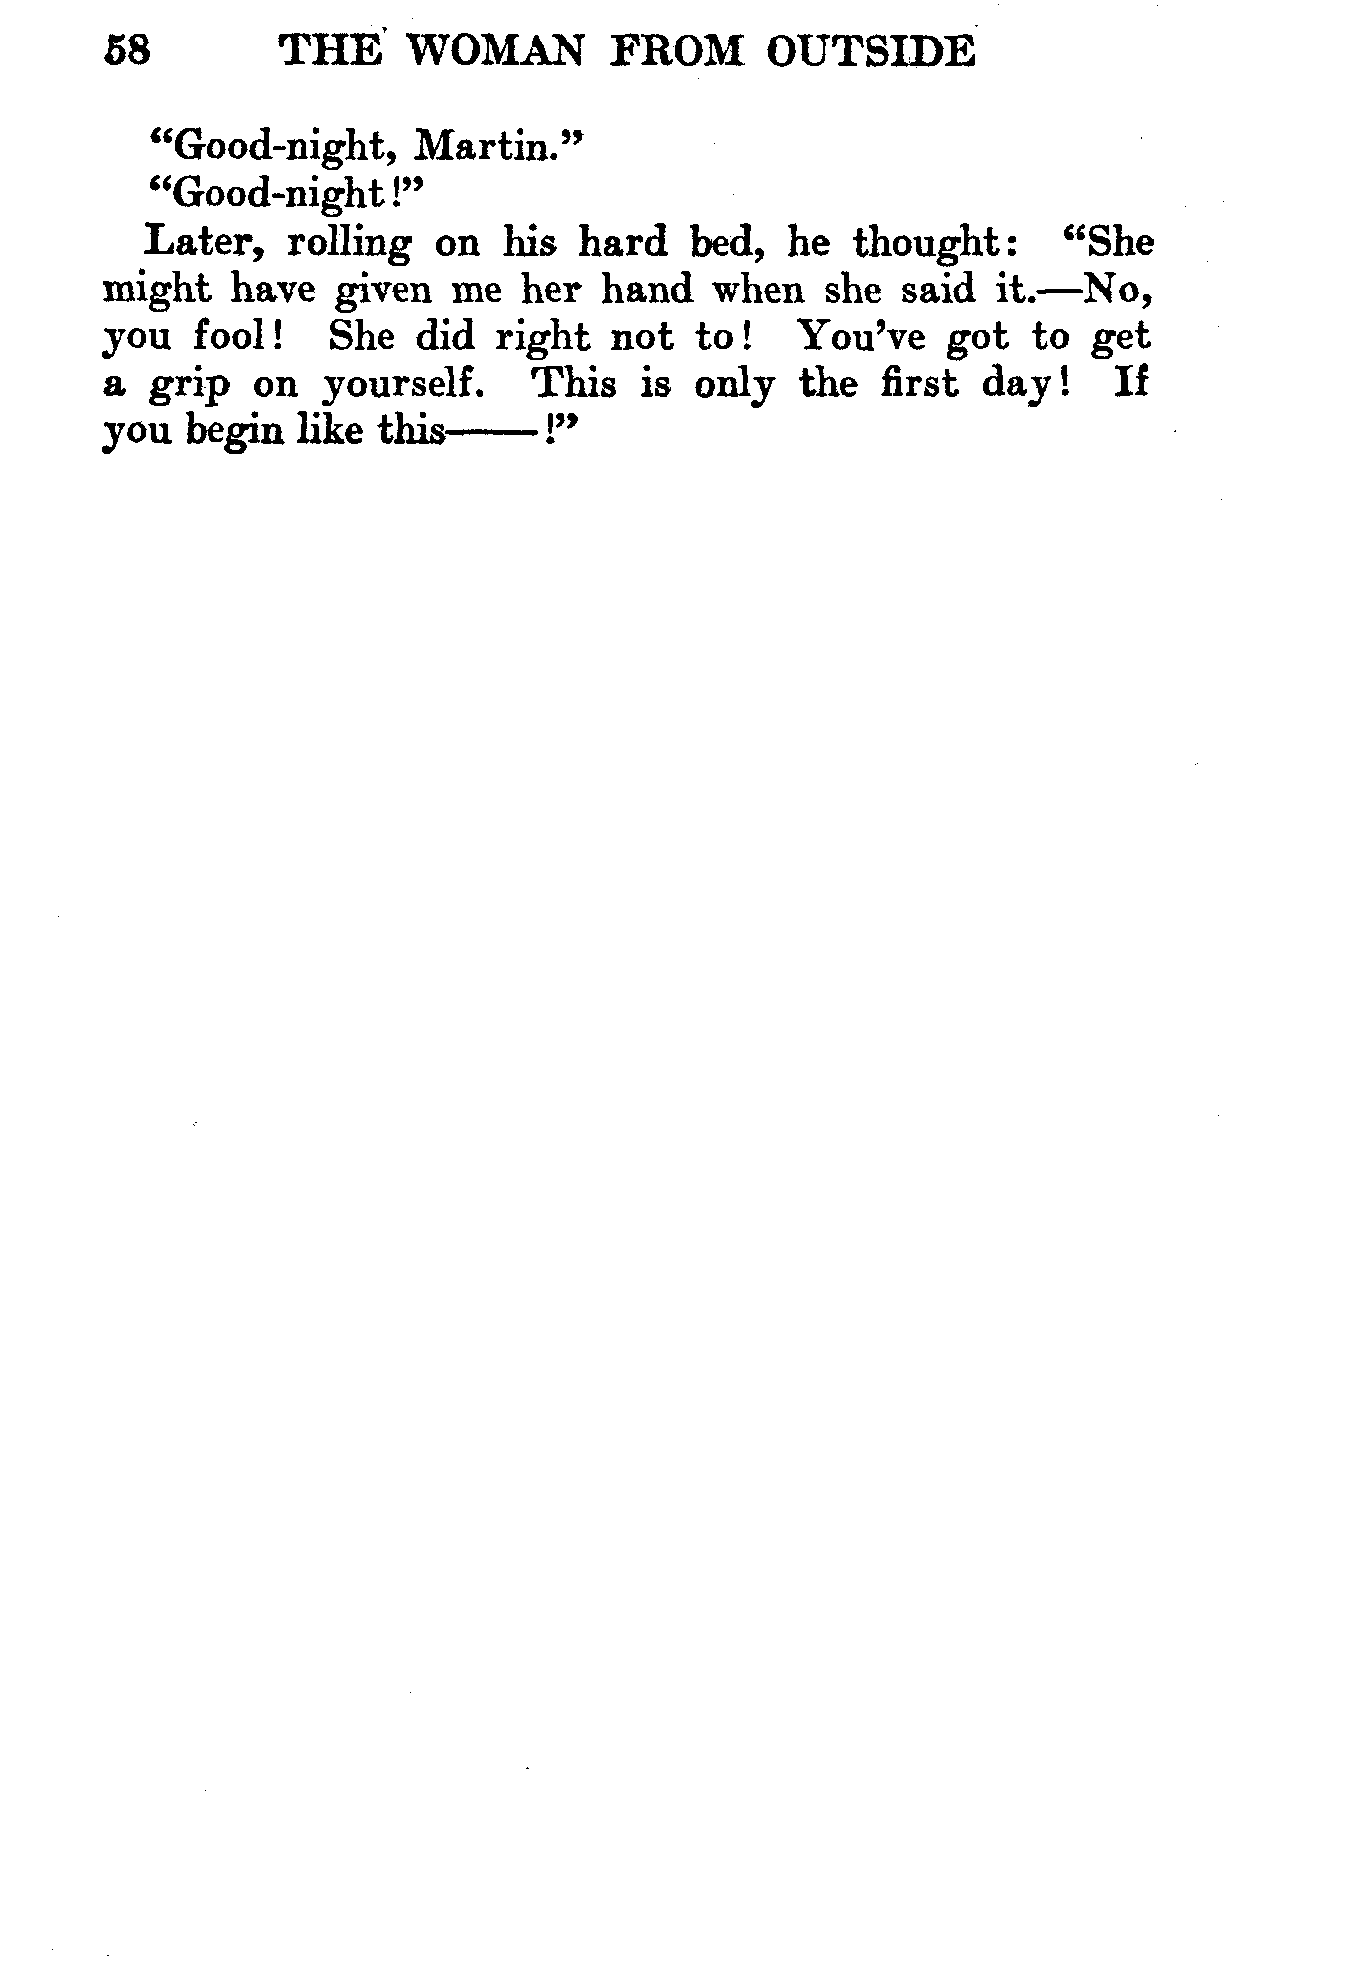 58 THE WOMAN FROM OUTSIDE
“Good-night, Martin.”
“Good-night!”
Later, rolling on his hard bed, he thought: “She
might have given me her hand when she said it.—No,
you fool! She did right not to! You’ve got to get
a grip on yourself. This is only the first day! If
you begin like this——!”